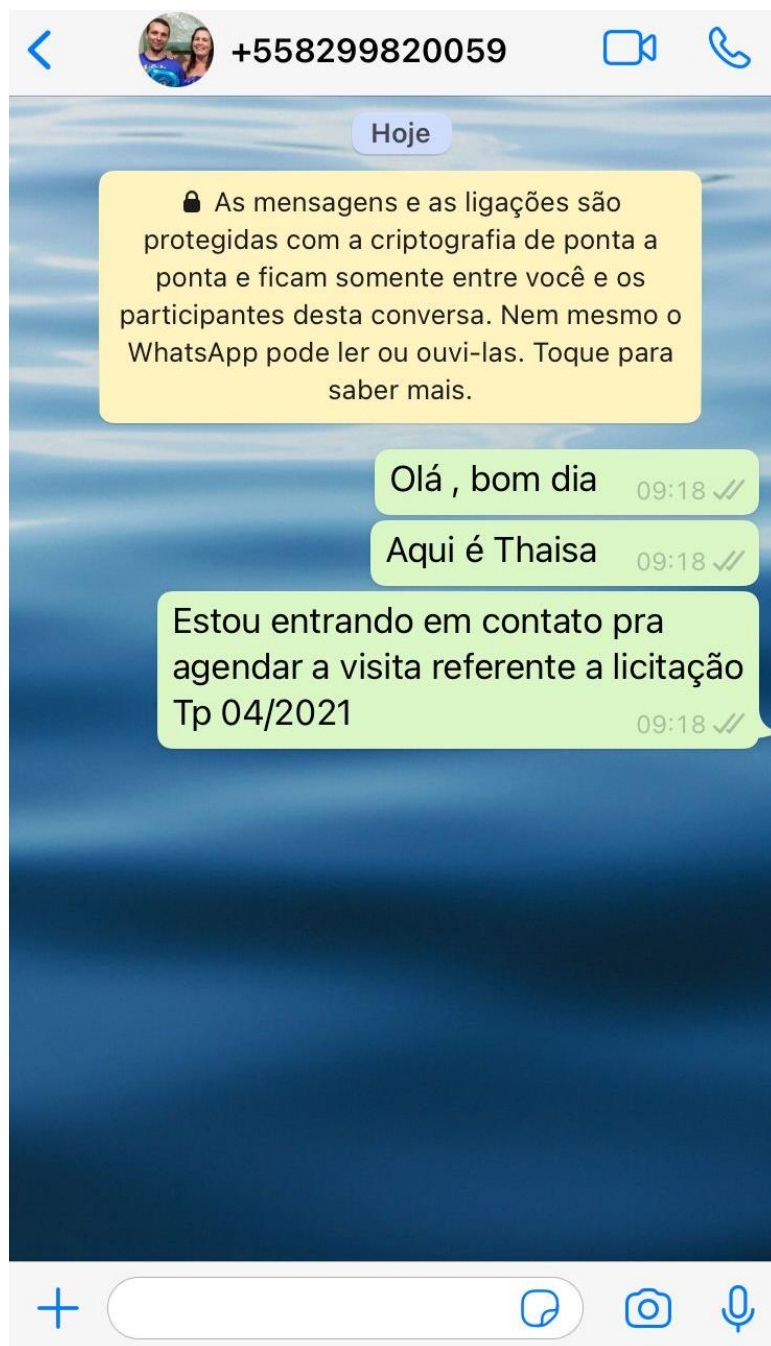 +558299820059
Hoje
As mensagens e as ligações são
protegidas com a criptografia de ponta a
ponta e ficam somente entre você e os
participantes desta conversa. Nem mesmo o
WhatsApp pode ler ou ouvi-las. Toque para
saber mais.
Olá , bom dia 09:18
Aqui é Thaisa 09:18
Estou entrando em contato pra
agendar a visita referente a licitação
Tp 04/2021 09:18